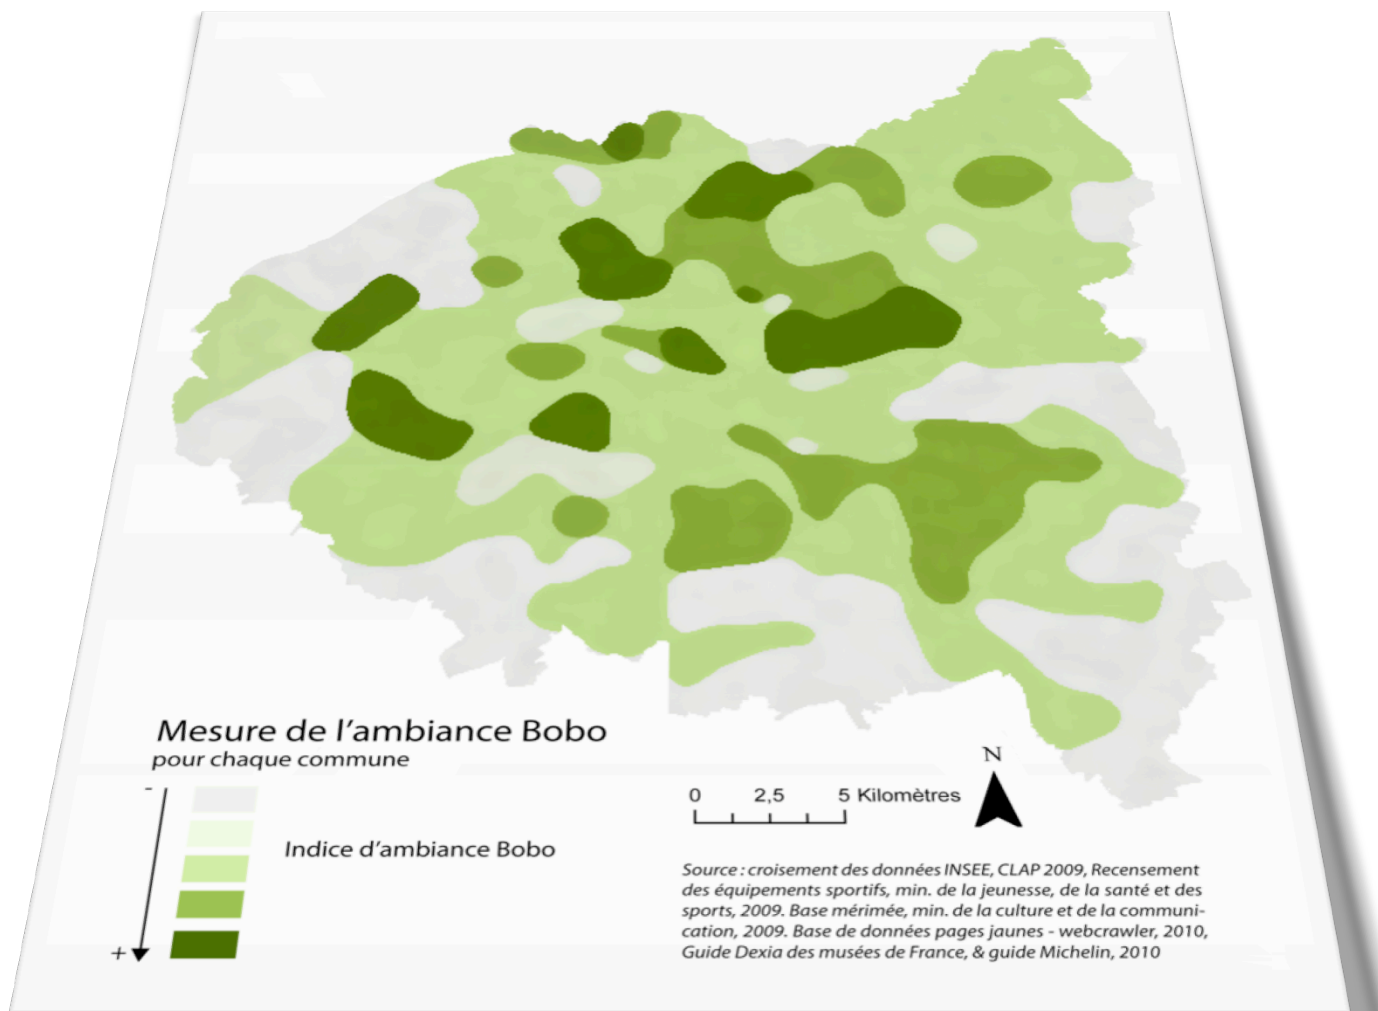 Mesure de l'ambiance Bobo
pour chaque commune
-
Indice d'ambiance Bobo
+
N
0 2,5 5 Kilomètres
Source : croisement des données INSEE, CLAP 2009, Recensement
des équipements sportifs, min. de la jeunesse, de la santé et des
sports, 2009. Base mérimée, min. de la culture et de la communi-
cation, 2009. Base de données pages jaunes - webcrawler, 2010,
Guide Dexia des musées de France, & guide Michelin, 2010